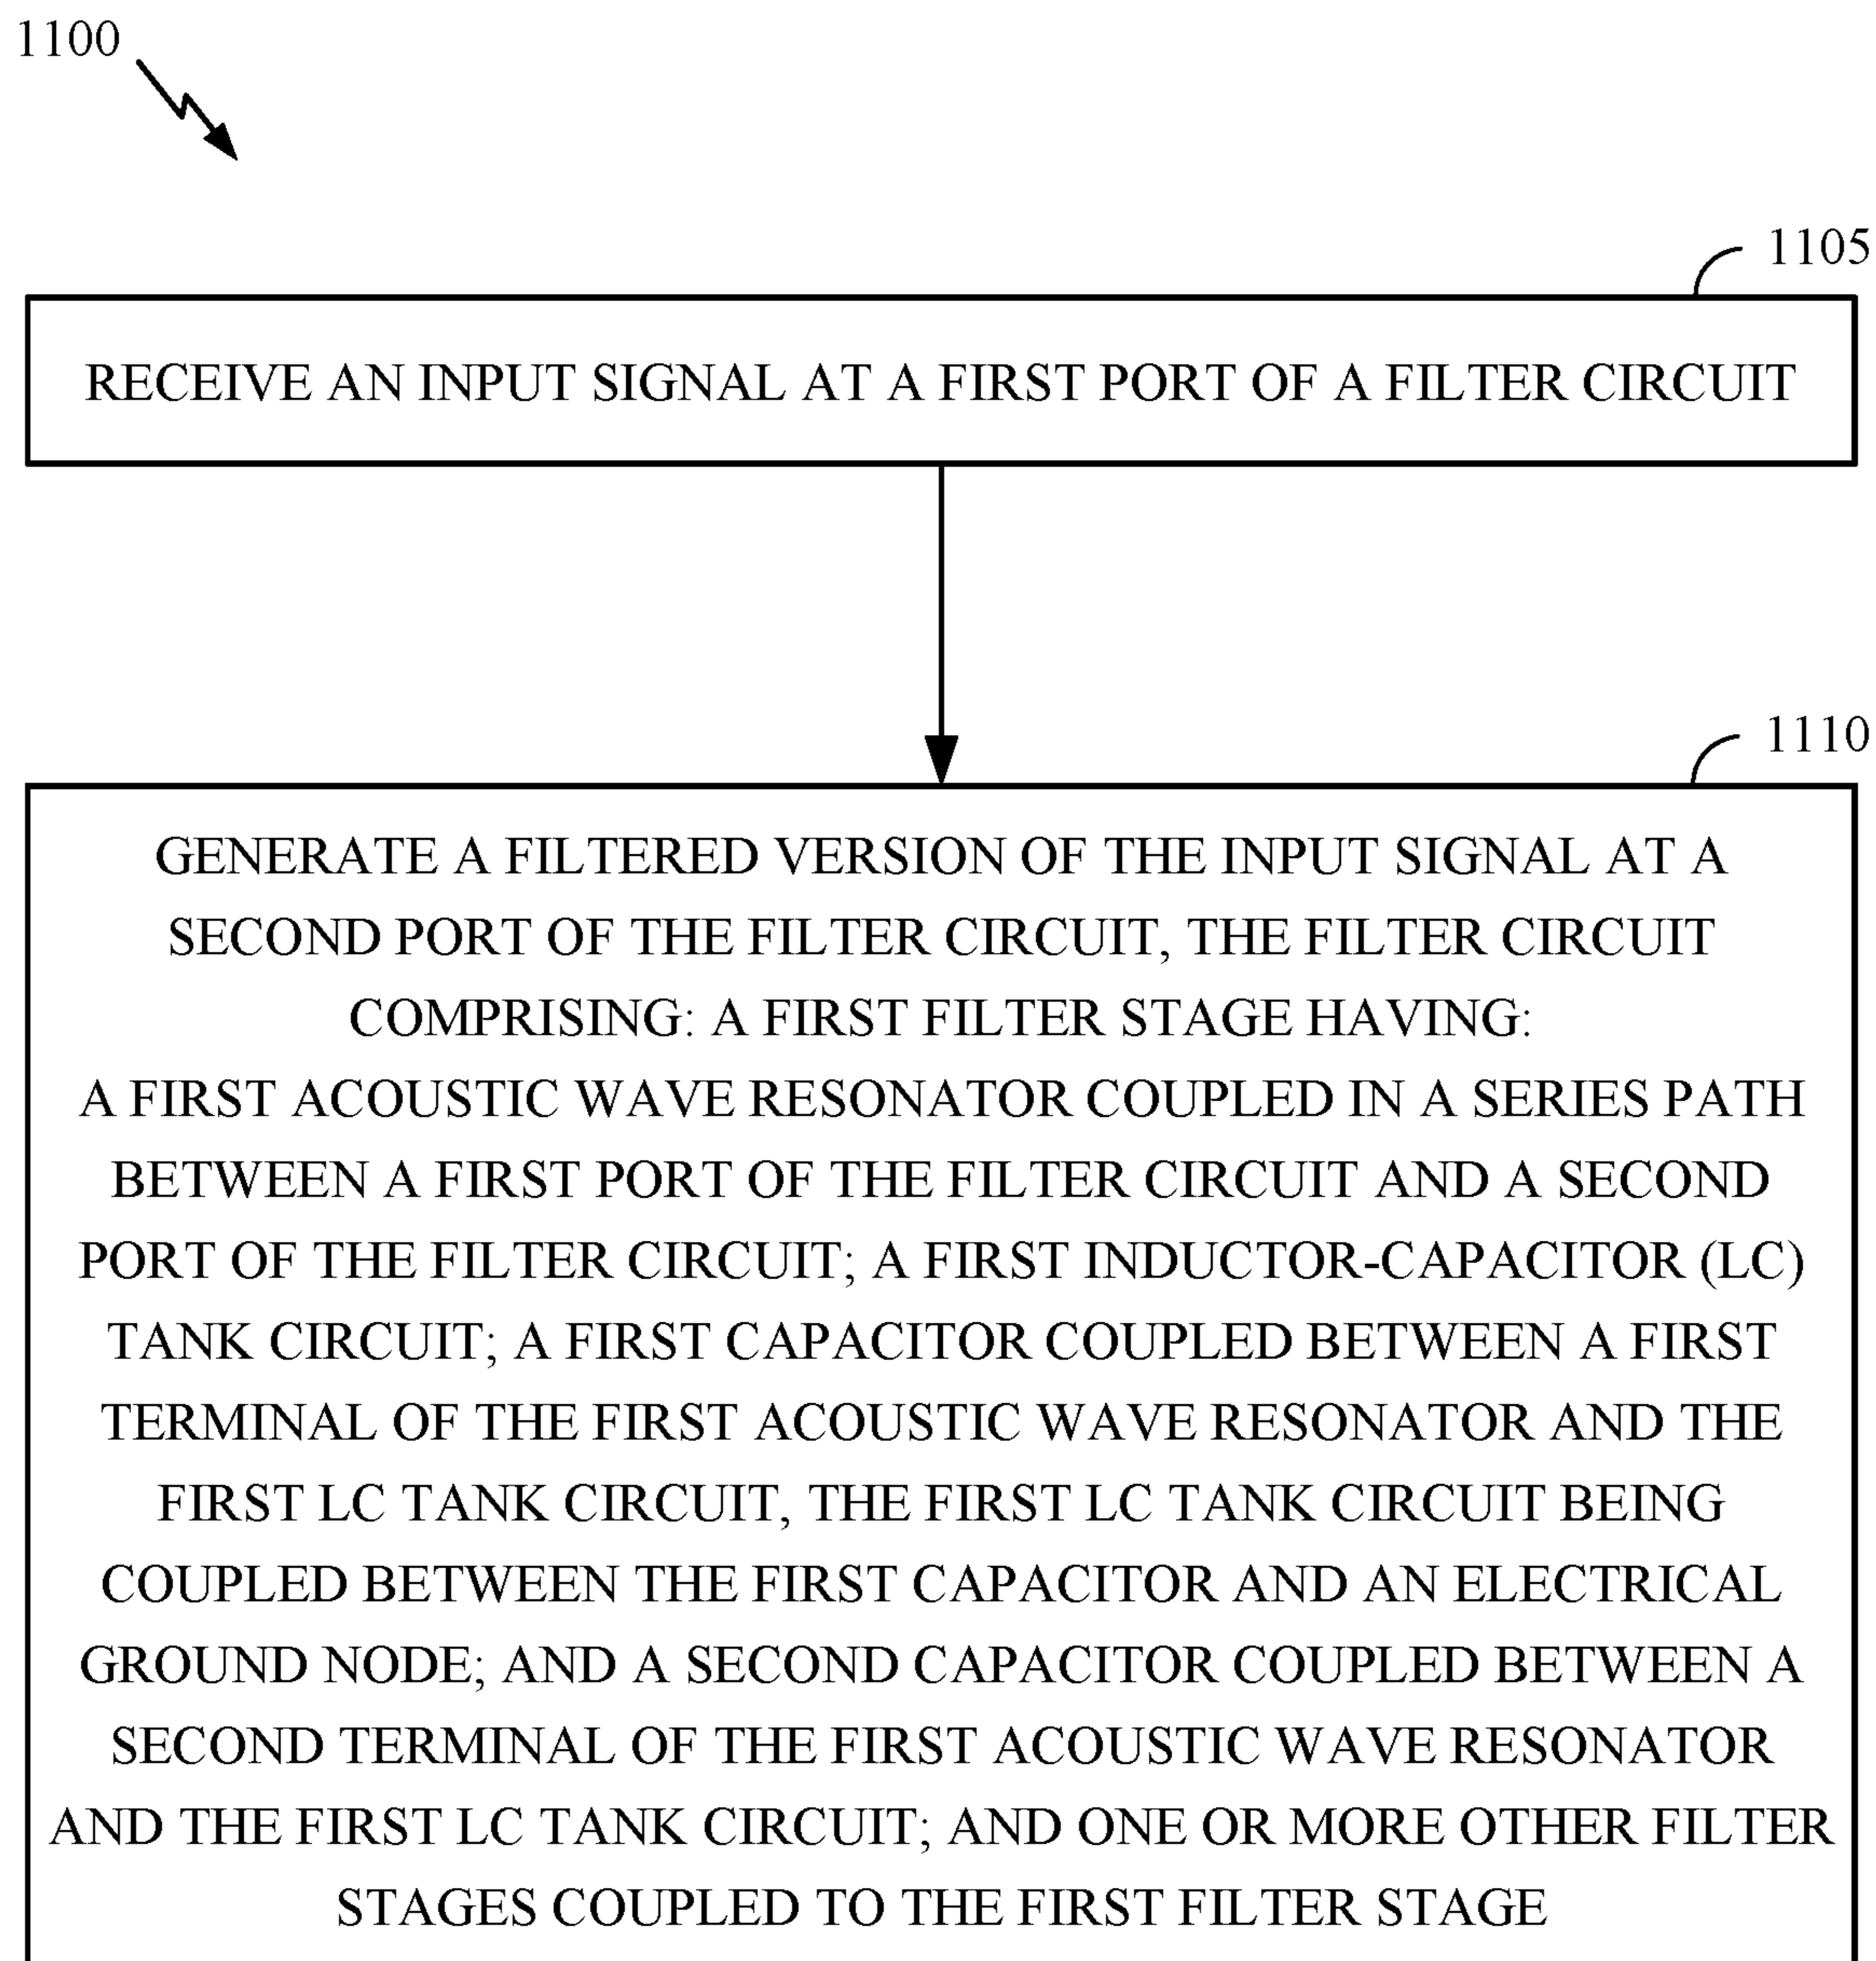 1100
1105
RECEIVE AN INPUT SIGNAL AT A FIRST PORT OF A FILTER CIRCUIT
1110
GENERATE A FILTERED VERSION OF THE INPUT SIGNAL AT A
SECOND PORT OF THE FILTER CIRCUIT, THE FILTER CIRCUIT
COMPRISING: A FIRST FILTER STAGE HAVING:
A FIRST ACOUSTIC WAVE RESONATOR COUPLED IN A SERIES PATH
BETWEEN A FIRST PORT OF THE FILTER CIRCUIT AND A SECOND
PORT OF THE FILTER CIRCUIT; A FIRST INDUCTOR-CAPACITOR (LC)
TANK CIRCUIT; A FIRST CAPACITOR COUPLED BETWEEN A FIRST
TERMINAL OF THE FIRST ACOUSTIC WAVE RESONATOR AND THE
FIRST LC TANK CIRCUIT, THE FIRST LC TANK CIRCUIT BEING
COUPLED BETWEEN THE FIRST CAPACITOR AND AN ELECTRICAL
GROUND NODE; AND A SECOND CAPACITOR COUPLED BETWEEN A
SECOND TERMINAL OF THE FIRST ACOUSTIC WAVE RESONATOR
AND THE FIRST LC TANK CIRCUIT; AND ONE OR MORE OTHER FILTER
STAGES COUPLED TO THE FIRST FILTER STAGE